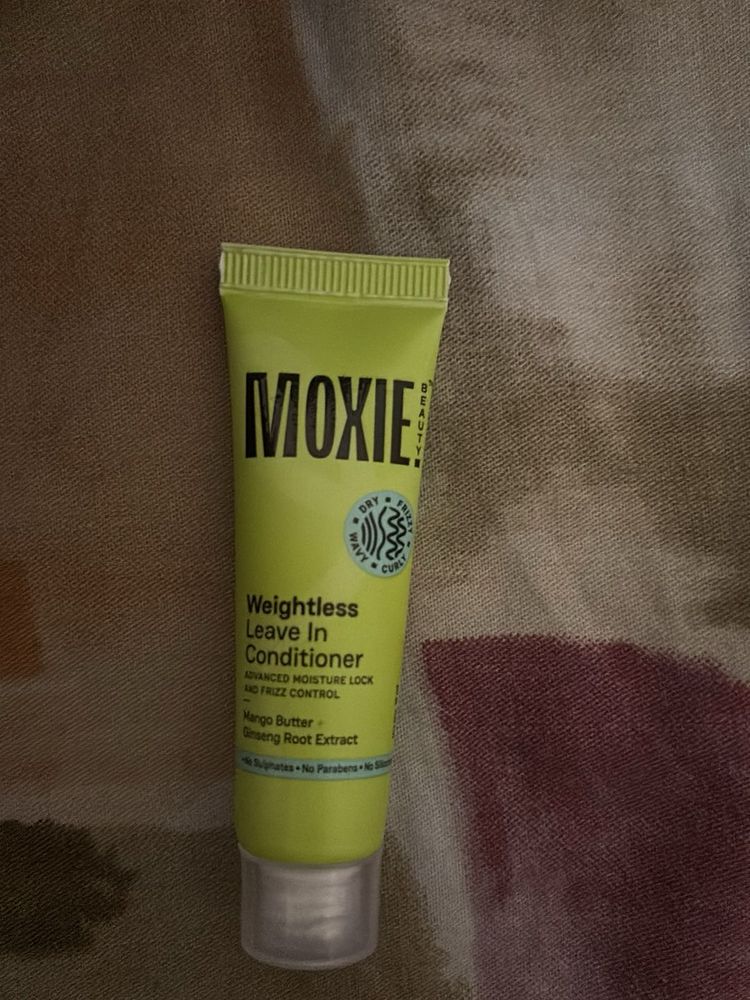 MOXIE!
BEAUTY
DRY • FRIZZY
WAVY • CURLY
Weightless
Leave In
Conditioner
ADVANCED MOISTURE LOCK
AND FRIZZ CONTROL
Mango Butter +
Ginseng Root Extract
• No Sulphates • No Parabens • No